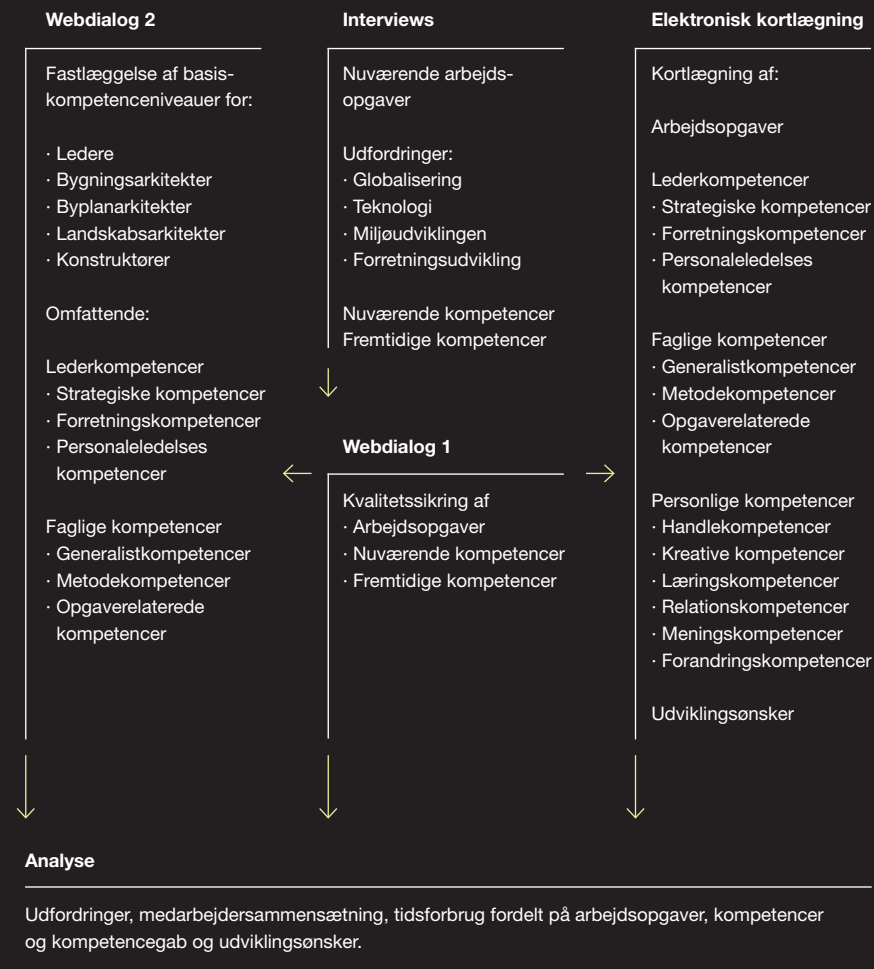 Webdialog 2
Fastlæggelse af basis-
kompetenceniveauer for:
· Ledere
· Bygningsarkitekter
· Byplanarkitekter
· Landskabsarkitekter
· Konstruktører
Omfattende:
Lederkompetencer
· Strategiske kompetencer
· Forretningskompetencer
· Personaleledelses
kompetencer
Faglige kompetencer
· Generalistkompetencer
· Metodekompetencer
· Opgaverelaterede
kompetencer
Interviews
Nuværende arbejds-
opgaver
Udfordringer:
· Globalisering
· Teknologi
· Miljøudviklingen
· Forretningsudvikling
Nuværende kompetencer
Fremtidige kompetencer
Webdialog 1
Kvalitetssikring af
· Arbejdsopgaver
· Nuværende kompetencer
· Fremtidige kompetencer
Elektronisk kortlægning
Kortlægning af:
Arbejdsopgaver
Lederkompetencer
· Strategiske kompetencer
· Forretningskompetencer
· Personaleledelses
kompetencer
Faglige kompetencer
· Generalistkompetencer
· Metodekompetencer
· Opgaverelaterede
kompetencer
Personlige kompetencer
· Handlekompetencer
· Kreative kompetencer
· Læringskompetencer
· Relationskompetencer
· Meningskompetencer
· Forandringskompetencer
Udviklingsønsker
Analyse
Udfordringer, medarbejdersammensætning, tidsforbrug fordelt på arbejdsopgaver, kompetencer
og kompetencegab og udviklingsønsker.